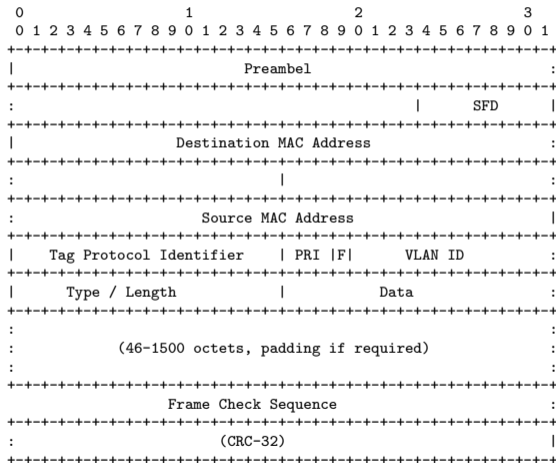 0                   1                   2                   3
0 1 2 3 4 5 6 7 8 9 0 1 2 3 4 5 6 7 8 9 0 1 2 3 4 5 6 7 8 9 0 1
+-+-+-+-+-+-+-+-+-+-+-+-+-+-+-+-+-+-+-+-+-+-+-+-+-+-+-+-+-+-+-+-+
|                           Preambel                            :
+-+-+-+-+-+-+-+-+-+-+-+-+-+-+-+-+-+-+-+-+-+-+-+-+-+-+-+-+-+-+-+-+
:                                               |      SFD      |
+-+-+-+-+-+-+-+-+-+-+-+-+-+-+-+-+-+-+-+-+-+-+-+-+-+-+-+-+-+-+-+-+
|                   Destination MAC Address                     :
+-+-+-+-+-+-+-+-+-+-+-+-+-+-+-+-+-+-+-+-+-+-+-+-+-+-+-+-+-+-+-+-+
:                               |                               :
+-+-+-+-+-+-+-+-+-+-+-+-+-+-+-+-+-+-+-+-+-+-+-+-+-+-+-+-+-+-+-+-+
:                      Source MAC Address                       |
+-+-+-+-+-+-+-+-+-+-+-+-+-+-+-+-+-+-+-+-+-+-+-+-+-+-+-+-+-+-+-+-+
|    Tag Protocol Identifier    | PRI |F|      VLAN ID          :
+-+-+-+-+-+-+-+-+-+-+-+-+-+-+-+-+-+-+-+-+-+-+-+-+-+-+-+-+-+-+-+-+
|      Type / Length            |           Data                :
+-+-+-+-+-+-+-+-+-+-+-+-+-+-+-+-+-+-+-+-+-+-+-+-+-+-+-+-+-+-+-+-+
:                                                               :
:            (46-1500 octets, padding if required)              :
:                                                               :
+-+-+-+-+-+-+-+-+-+-+-+-+-+-+-+-+-+-+-+-+-+-+-+-+-+-+-+-+-+-+-+-+
|                  Frame Check Sequence                         :
+-+-+-+-+-+-+-+-+-+-+-+-+-+-+-+-+-+-+-+-+-+-+-+-+-+-+-+-+-+-+-+-+
:                        (CRC-32)                               |
+-+-+-+-+-+-+-+-+-+-+-+-+-+-+-+-+-+-+-+-+-+-+-+-+-+-+-+-+-+-+-+-+